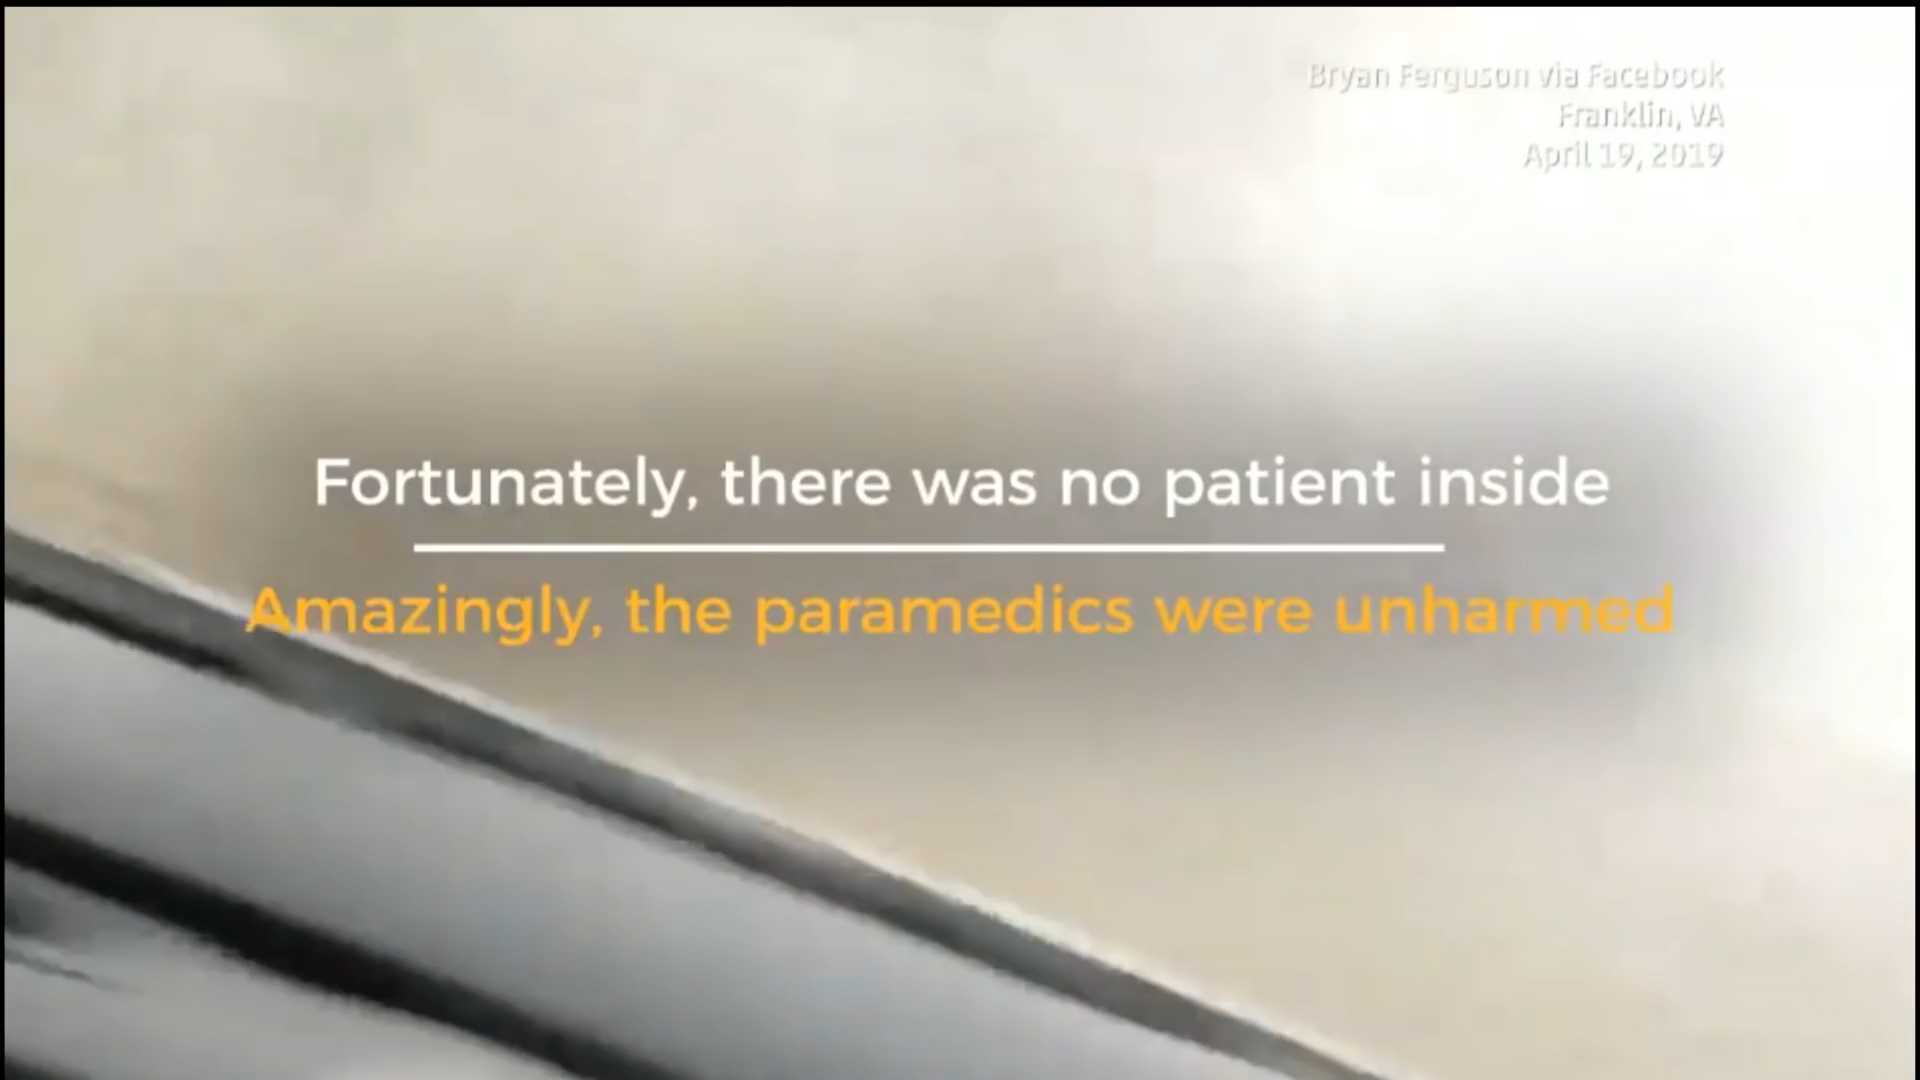 Bryan Ferguson via Facebook
Franklin, VA
April 19, 2019
Fortunately, there was no patient inside
Amazingly, the paramedics were unharmed